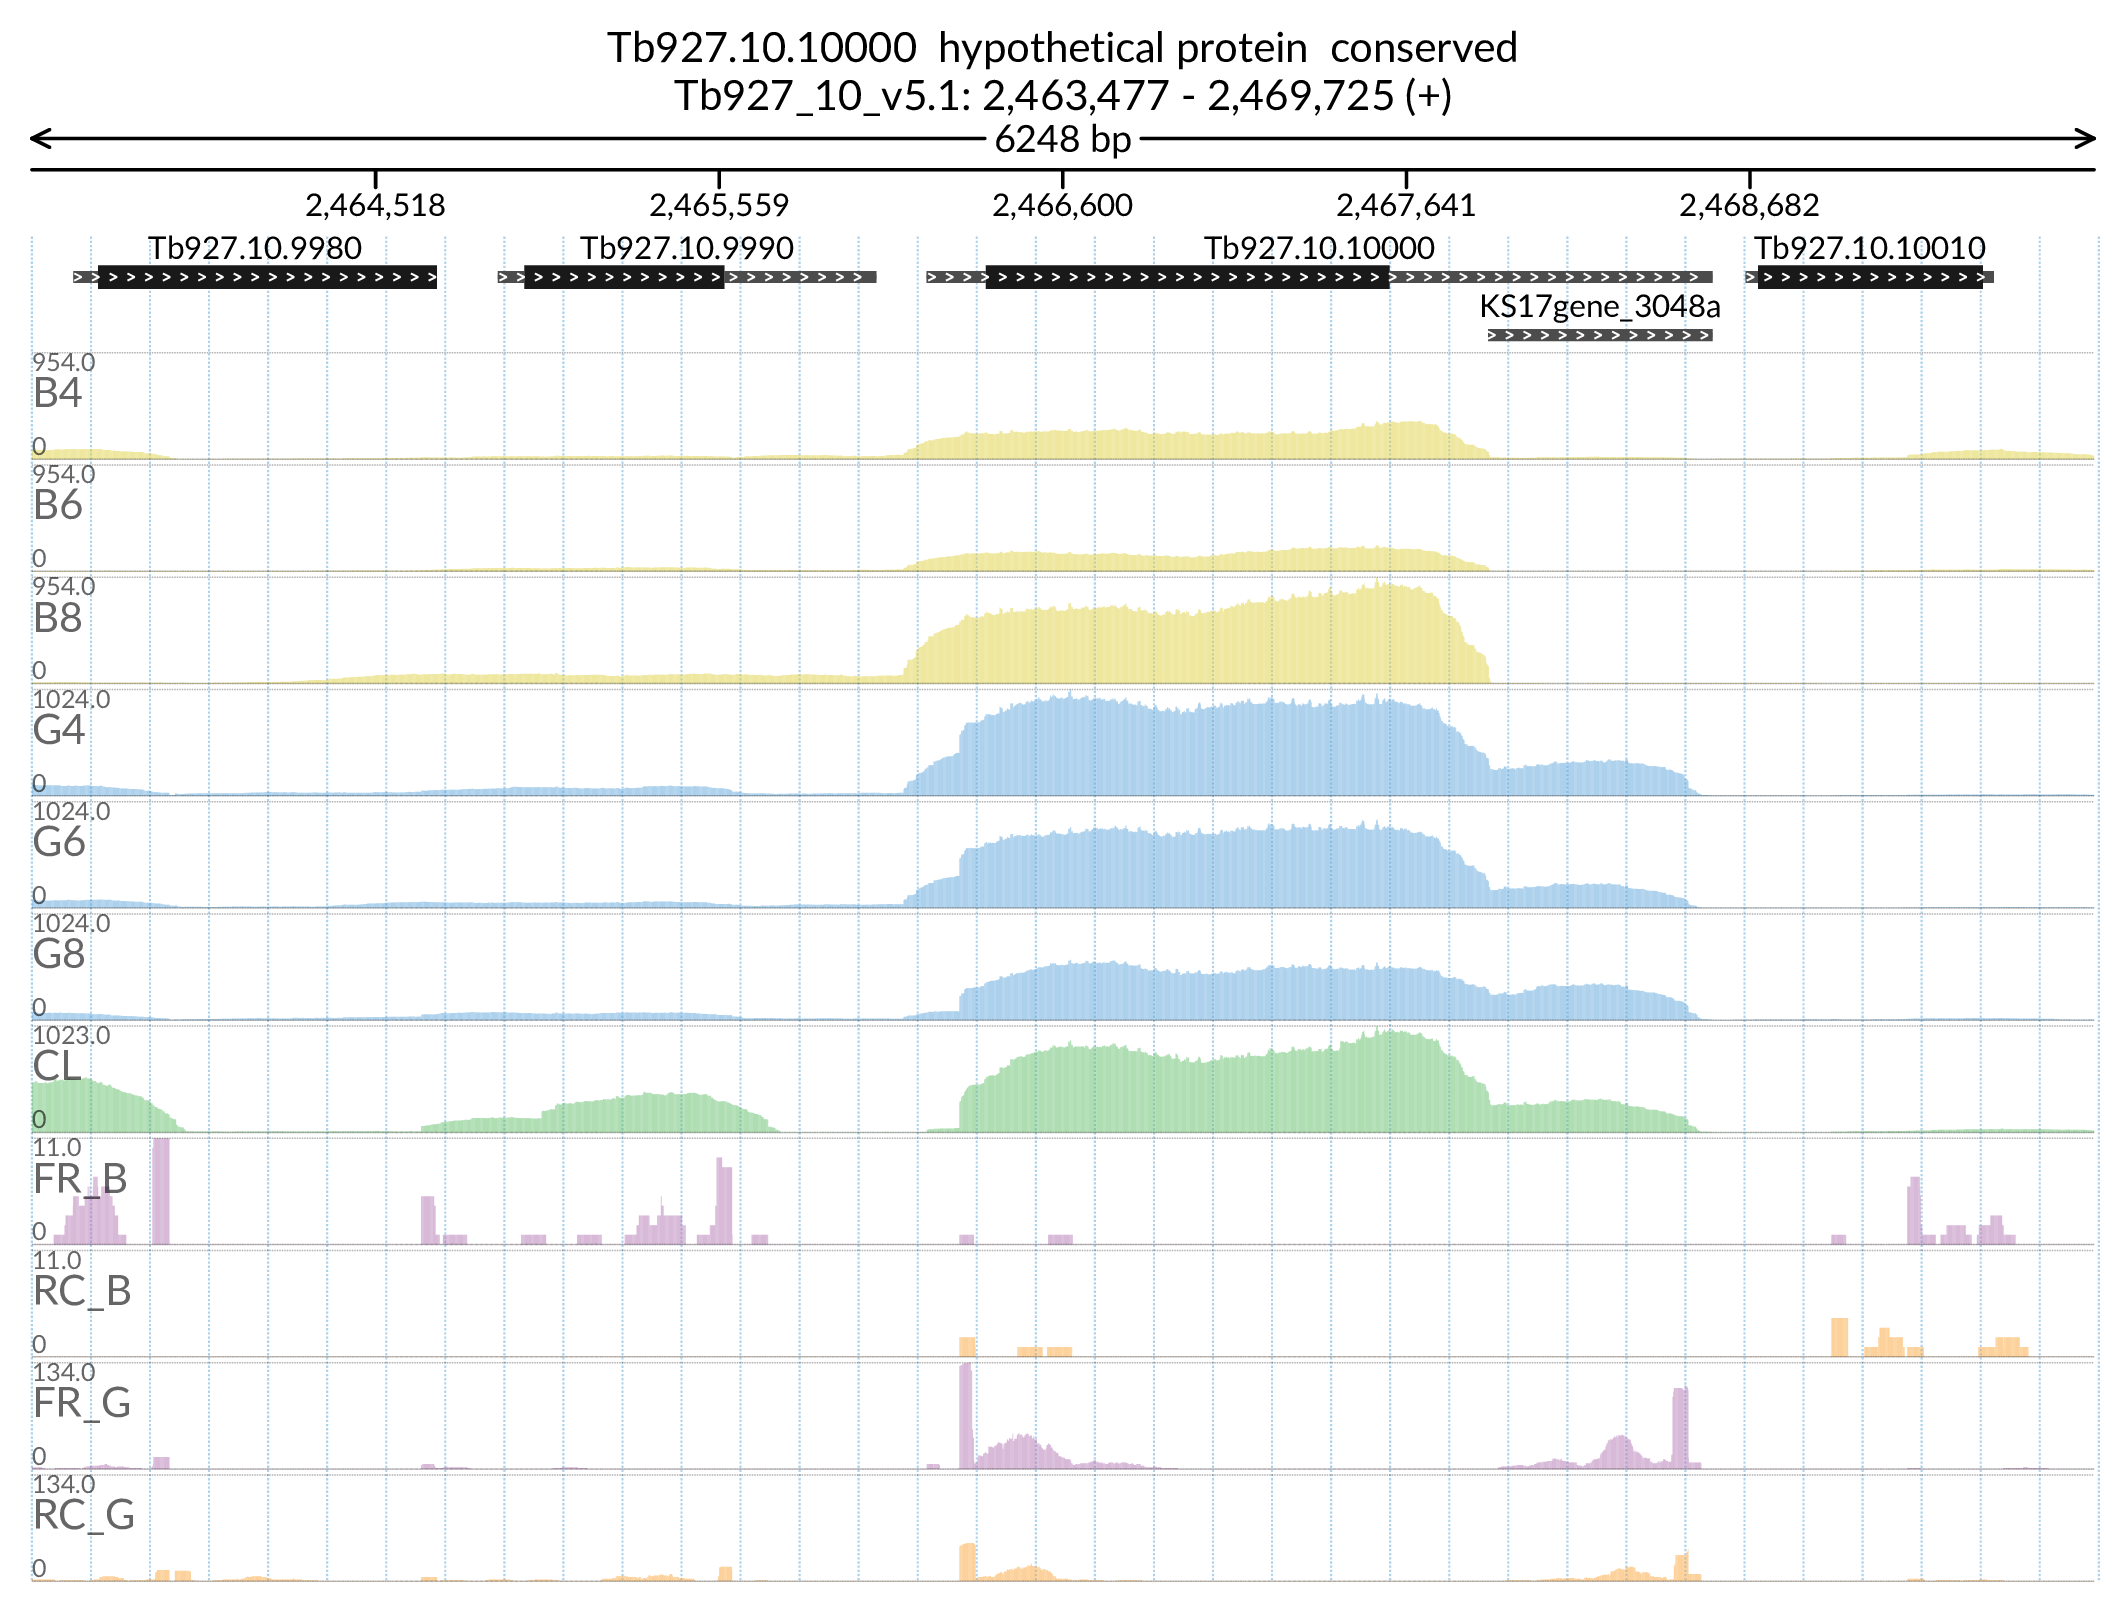 Tb927.10.10000  hypothetical protein  conserved
Tb927_10_v5.1: 2,463,477 - 2,469,725 (+)
6248 bp
2,464,518 2,465,559 2,466,600 2,467,641 2,468,682
Tb927.10.9980 Tb927.10.9990 Tb927.10.10000 Tb927.10.10010
KS17gene_3048a
954.0
B4
0
954.0
B6
0
954.0
B8
0
1024.0
G4
0
1024.0
G6
0
1024.0
G8
0
1023.0
CL
0
11.0
FR_B
0
11.0
RC_B
0
134.0
FR_G
0
134.0
RC_G
0